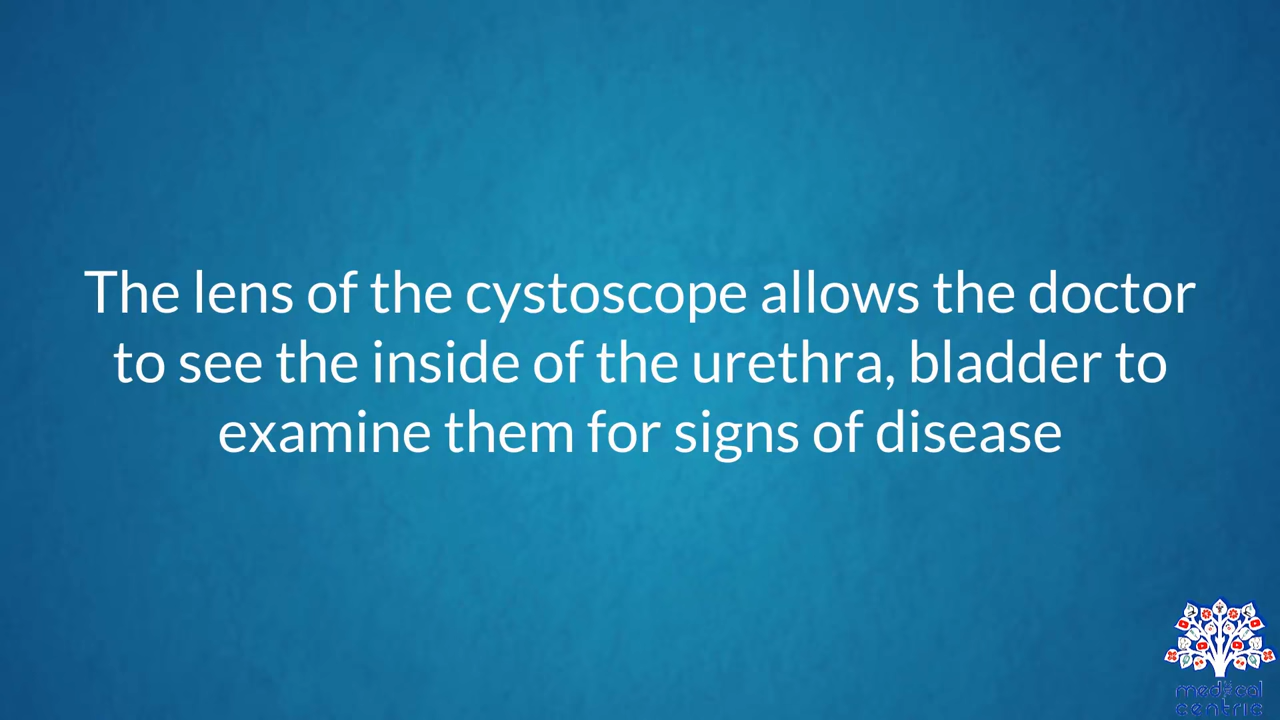 The lens of the cystoscope allows the doctor
to see the inside of the urethra, bladder to
examine them for signs of disease
medical
centric